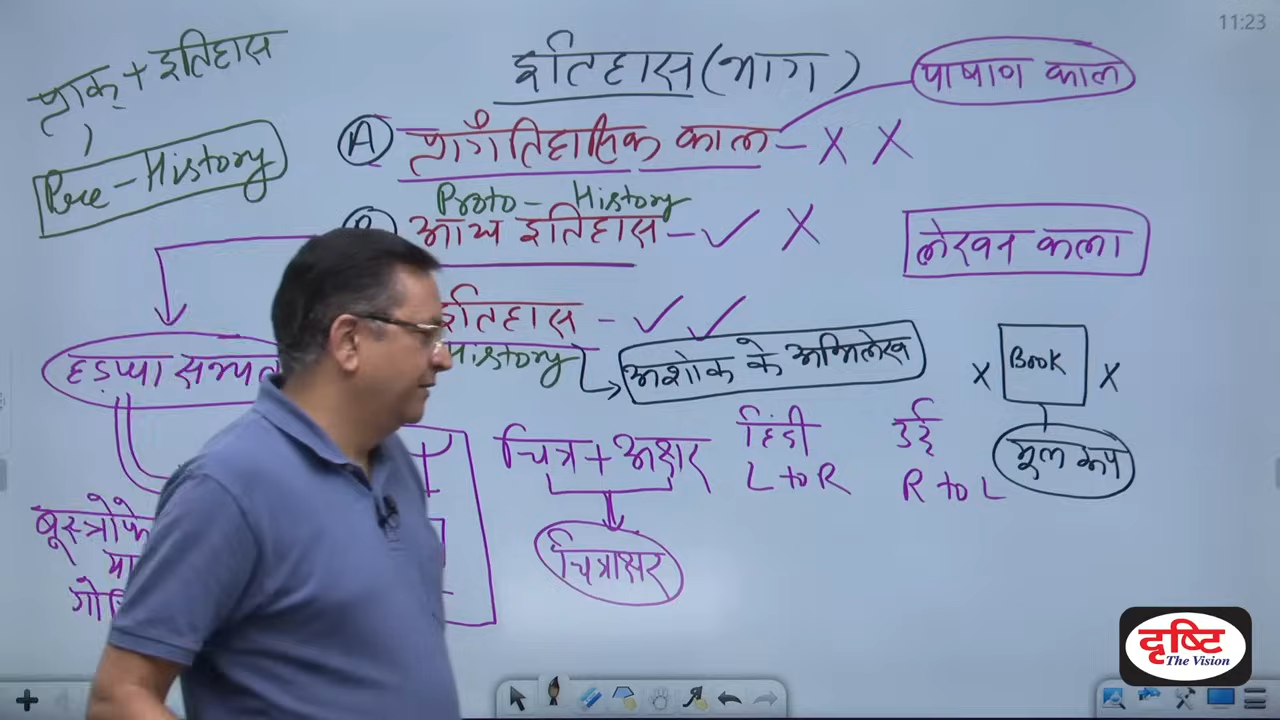 11:23
प्राक् + इतिहास
Pre-History
इतिहास (भाग)
पाषाण काल
A प्रागैतिहासिक काल - X X
Proto - History
आद्य इतिहास - ✓ X
लेखन कला
इतिहास - ✓ ✓
History
अशोक के अभिलेख
Book
X X
मूल रूप
हड़प्पा सभ्यत
चित्र + अक्षर
हिंदी
L to R
उर्दू
R to L
चित्राक्षर
बूस्त्रोफे
या
गो
दृष्टि
The Vision